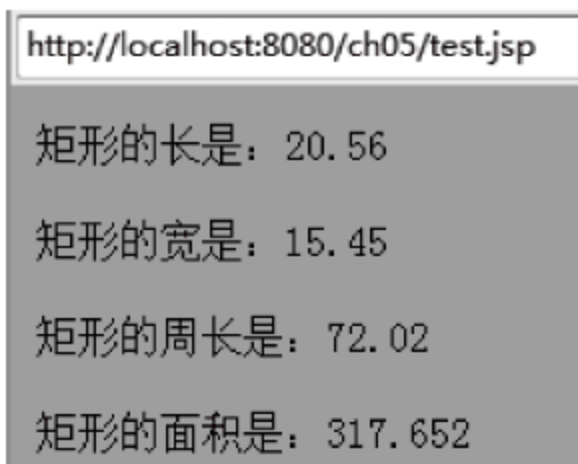 http://localhost:8080/ch05/test.jsp
矩形的长是：20.56
矩形的宽是：15.45
矩形的周长是：72.02
矩形的面积是：317.652